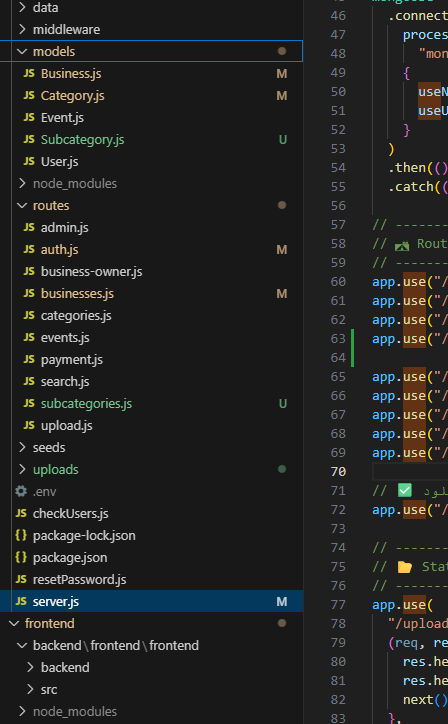 data
middleware
models
JS Business.js M
JS Category.js M
JS Event.js
JS Subcategory.js U
JS User.js
node_modules
routes
JS admin.js
JS auth.js M
JS business-owner.js
JS businesses.js M
JS categories.js
JS events.js
JS payment.js
JS search.js
JS subcategories.js U
JS upload.js
seeds
uploads
.env
JS checkUsers.js
{} package-lock.json
{} package.json
JS resetPassword.js
JS server.js M
frontend
backend\frontend\frontend
backend
src
node_modules
46 .connect
47 proces
48 "mon
49 {
50 useN
51 useU
52 }
53 )
54 .then(()
55 .catch((
56
57 // -------
58 // Rout
59 // -------
60 app.use("/
61 app.use("/
62 app.use("/
63 app.use("/
64
65 app.use("/
66 app.use("/
67 app.use("/
68 app.use("/
69 app.use("/
70
71 // ✅ لود
72 app.use("/
73
74 // -------
75 // 📂 Stat
76 // -------
77 app.use(
78 "/upload
79 (req, re
80 res.he
81 res.he
82 next()
83 },